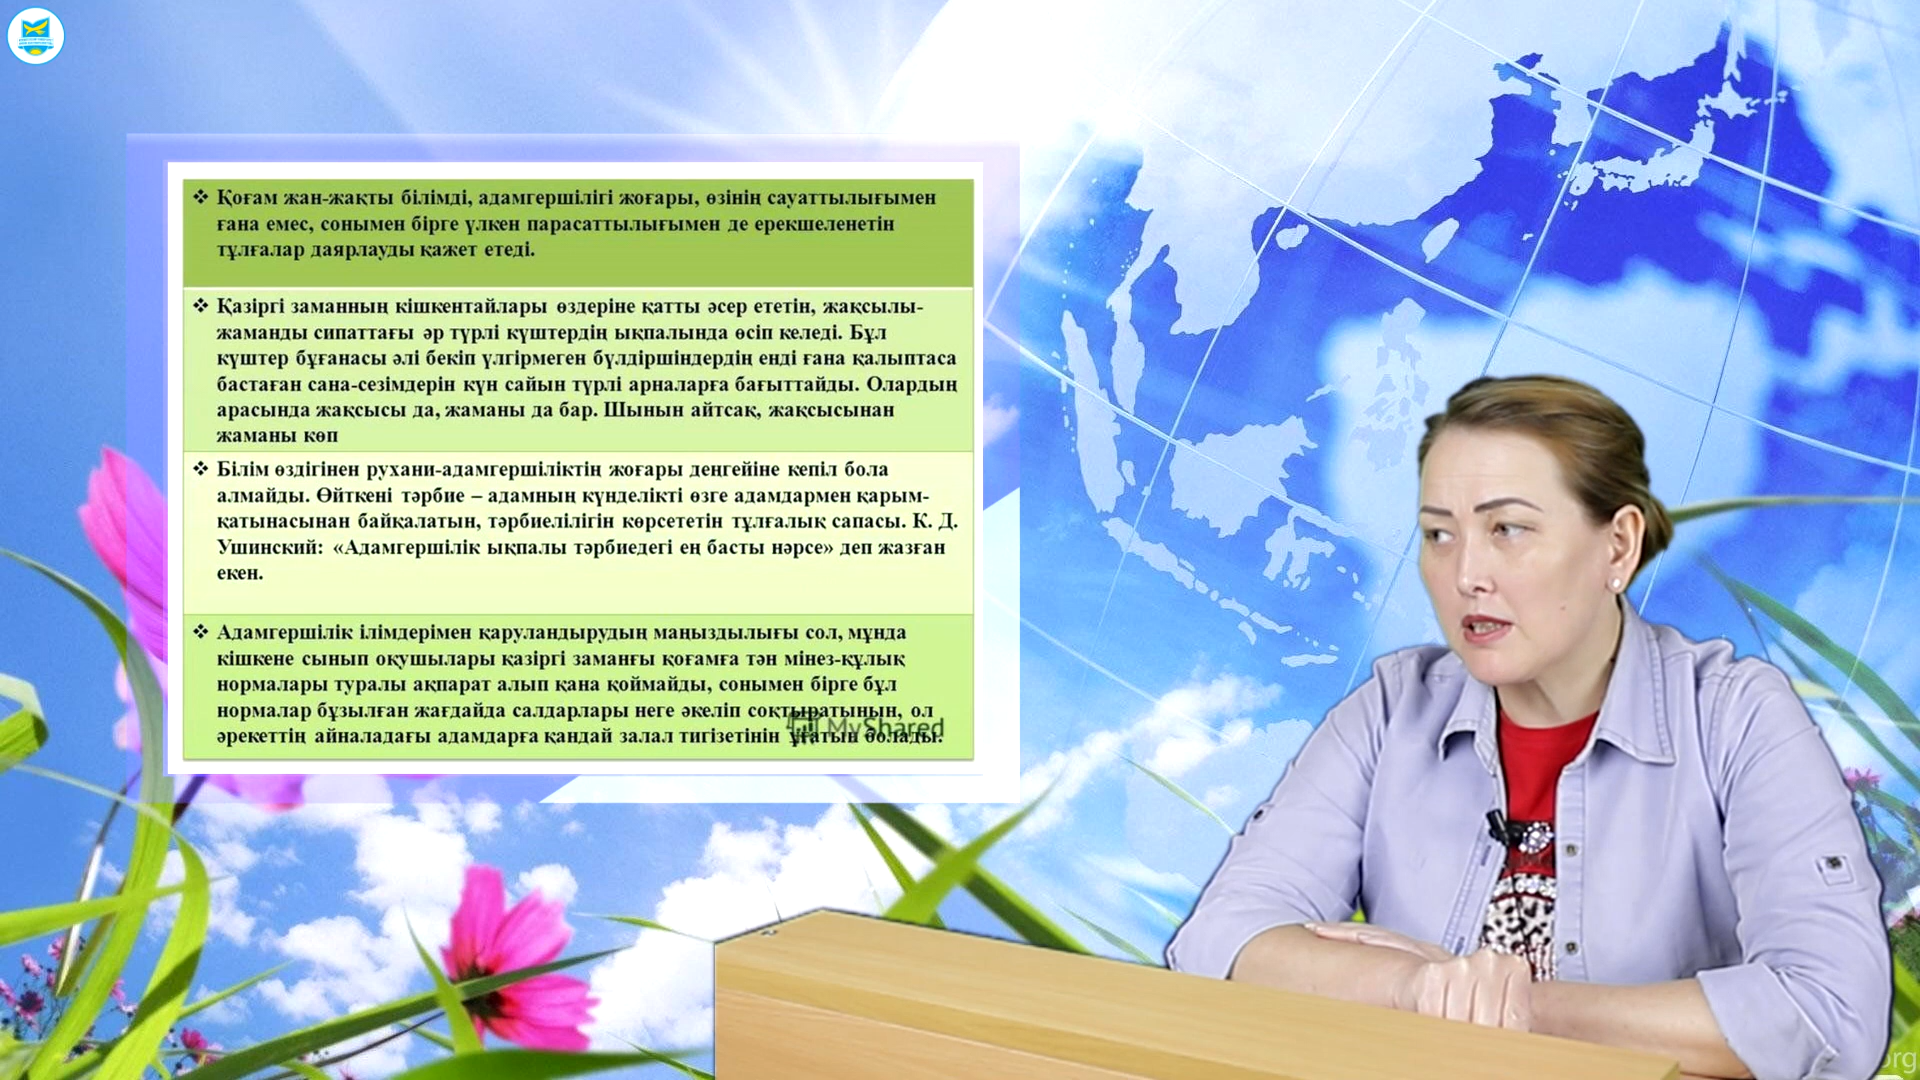 ❖ Қоғам жан-жақты білімді, адамгершілігі жоғары, өзінің сауаттылығымен
ғана емес, сонымен бірге үлкен парасаттылығымен де ерекшеленетін
тұлғалар даярлауды қажет етеді.
❖ Қазіргі заманның кішкентайлары өздеріне қатты әсер ететін, жақсылы-
жаманды сипаттағы әр түрлі күштердің ықпалында өсіп келеді. Бұл
күштер бұғанасы әлі бекіп үлгірмеген бүлдіршіндердің енді ғана қалыптаса
бастаған сана-сезімдерін күн сайын түрлі арналарға бағыттайды. Олардың
арасында жақсысы да, жаманы да бар. Шынын айтсақ, жақсысынан
жаманы көп
❖ Білім өздігінен рухани-адамгершіліктің жоғары деңгейіне кепіл бола
алмайды. Өйткені тәрбие – адамның күнделікті өзге адамдармен қарым-
қатынасынан байқалатын, тәрбиелілігін көрсететін тұлғалық сапасы. К. Д.
Ушинский: «Адамгершілік ықпалы тәрбиедегі ең басты нәрсе» деп жазған
екен.
❖ Адамгершілік ілімдерімен қаруландырудың маңыздылығы сол, мұнда
кішкене сынып оқушылары қазіргі заманғы қоғамға тән мінез-құлық
нормалары туралы ақпарат алып қана қоймайды, сонымен бірге бұл
нормалар бұзылған жағдайда салдарлары неге әкеліп соқтыратынын, ол
әрекеттің айналадағы адамдарға қандай залал тигізетінін ұғатын болады.
MyShared
org